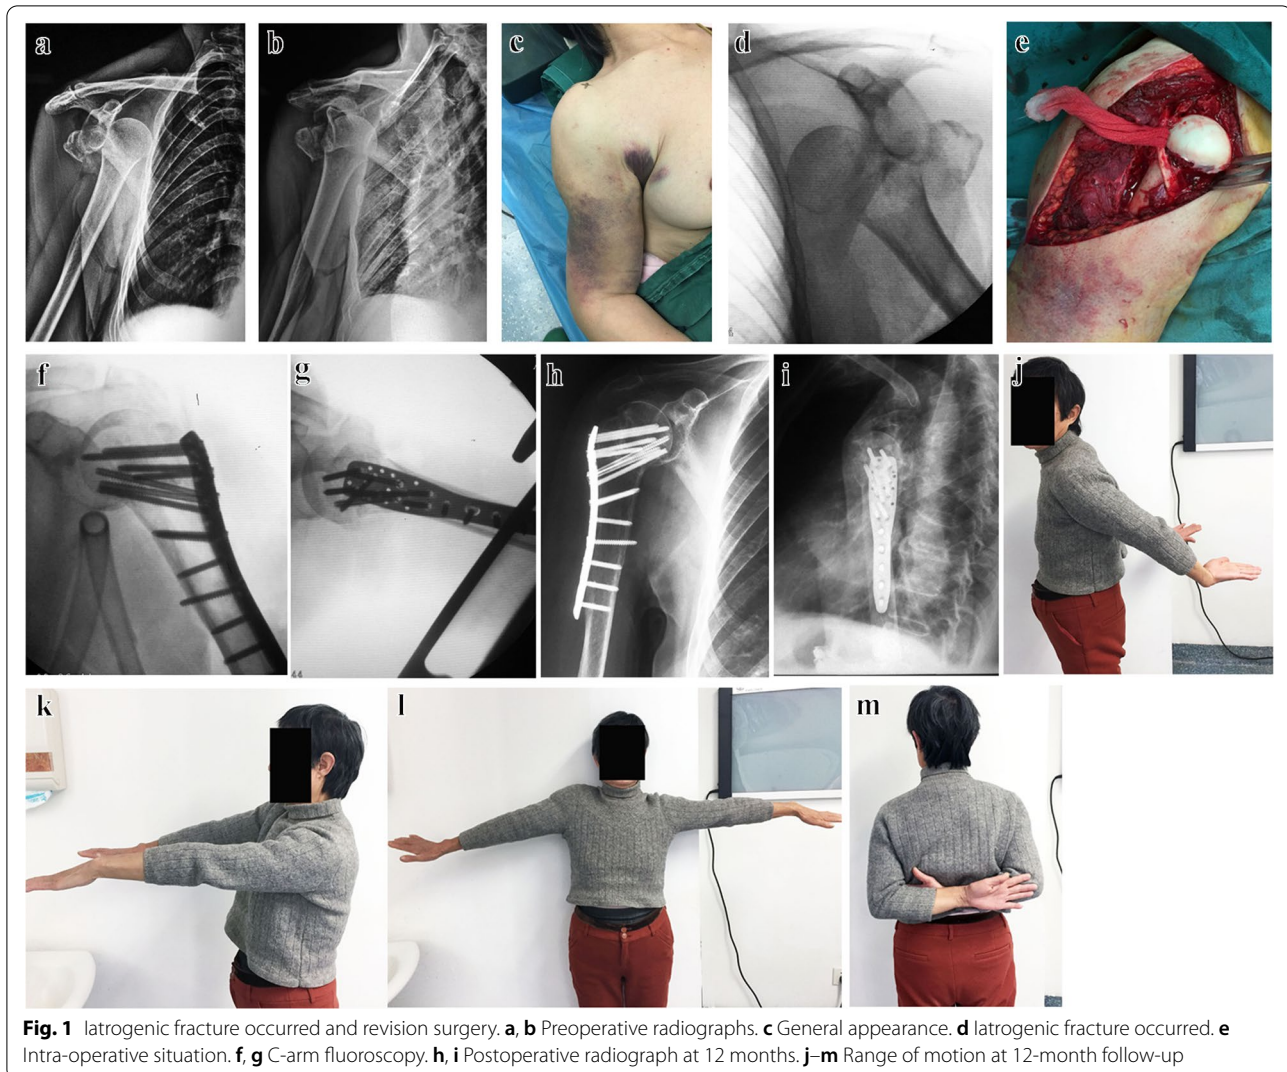 a b c d e
f g h i j
44
k l m
Fig. 1 Iatrogenic fracture occurred and revision surgery. a, b Preoperative radiographs. c General appearance. d Iatrogenic fracture occurred. e
Intra-operative situation. f, g C-arm fluoroscopy. h, i Postoperative radiograph at 12 months. j–m Range of motion at 12-month follow-up